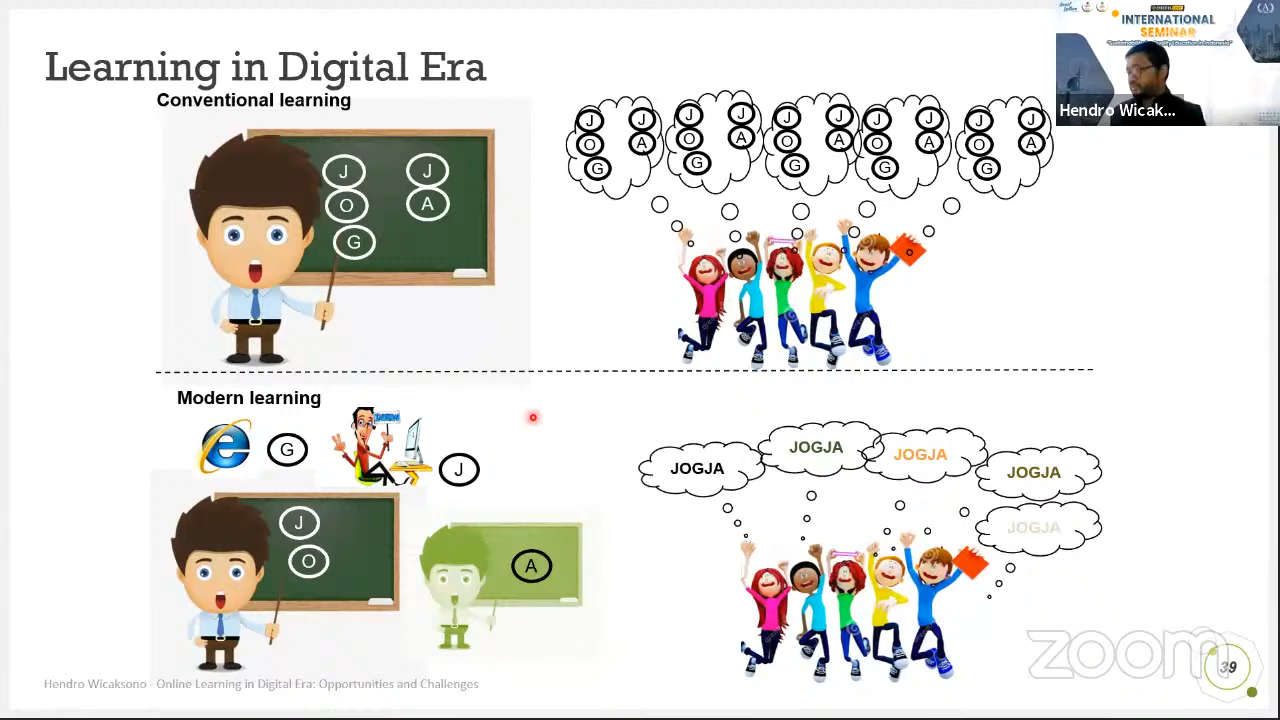 Learning in Digital Era
Conventional learning
J
O
G
J
A
J
O
G
J
A
J
O
G
J
A
J
O
G
J
A
J
O
G
J
A
J
O
G
J
A
Modern learning
G
J
J
O
A
JOGJA
JOGJA
JOGJA
JOGJA
JOGJA
Hendro Wicaksono - Online Learning in Digital Era: Opportunities and Challenges
39
zoom
INTERNATIONAL
SEMINAR
Hendro Wicak...